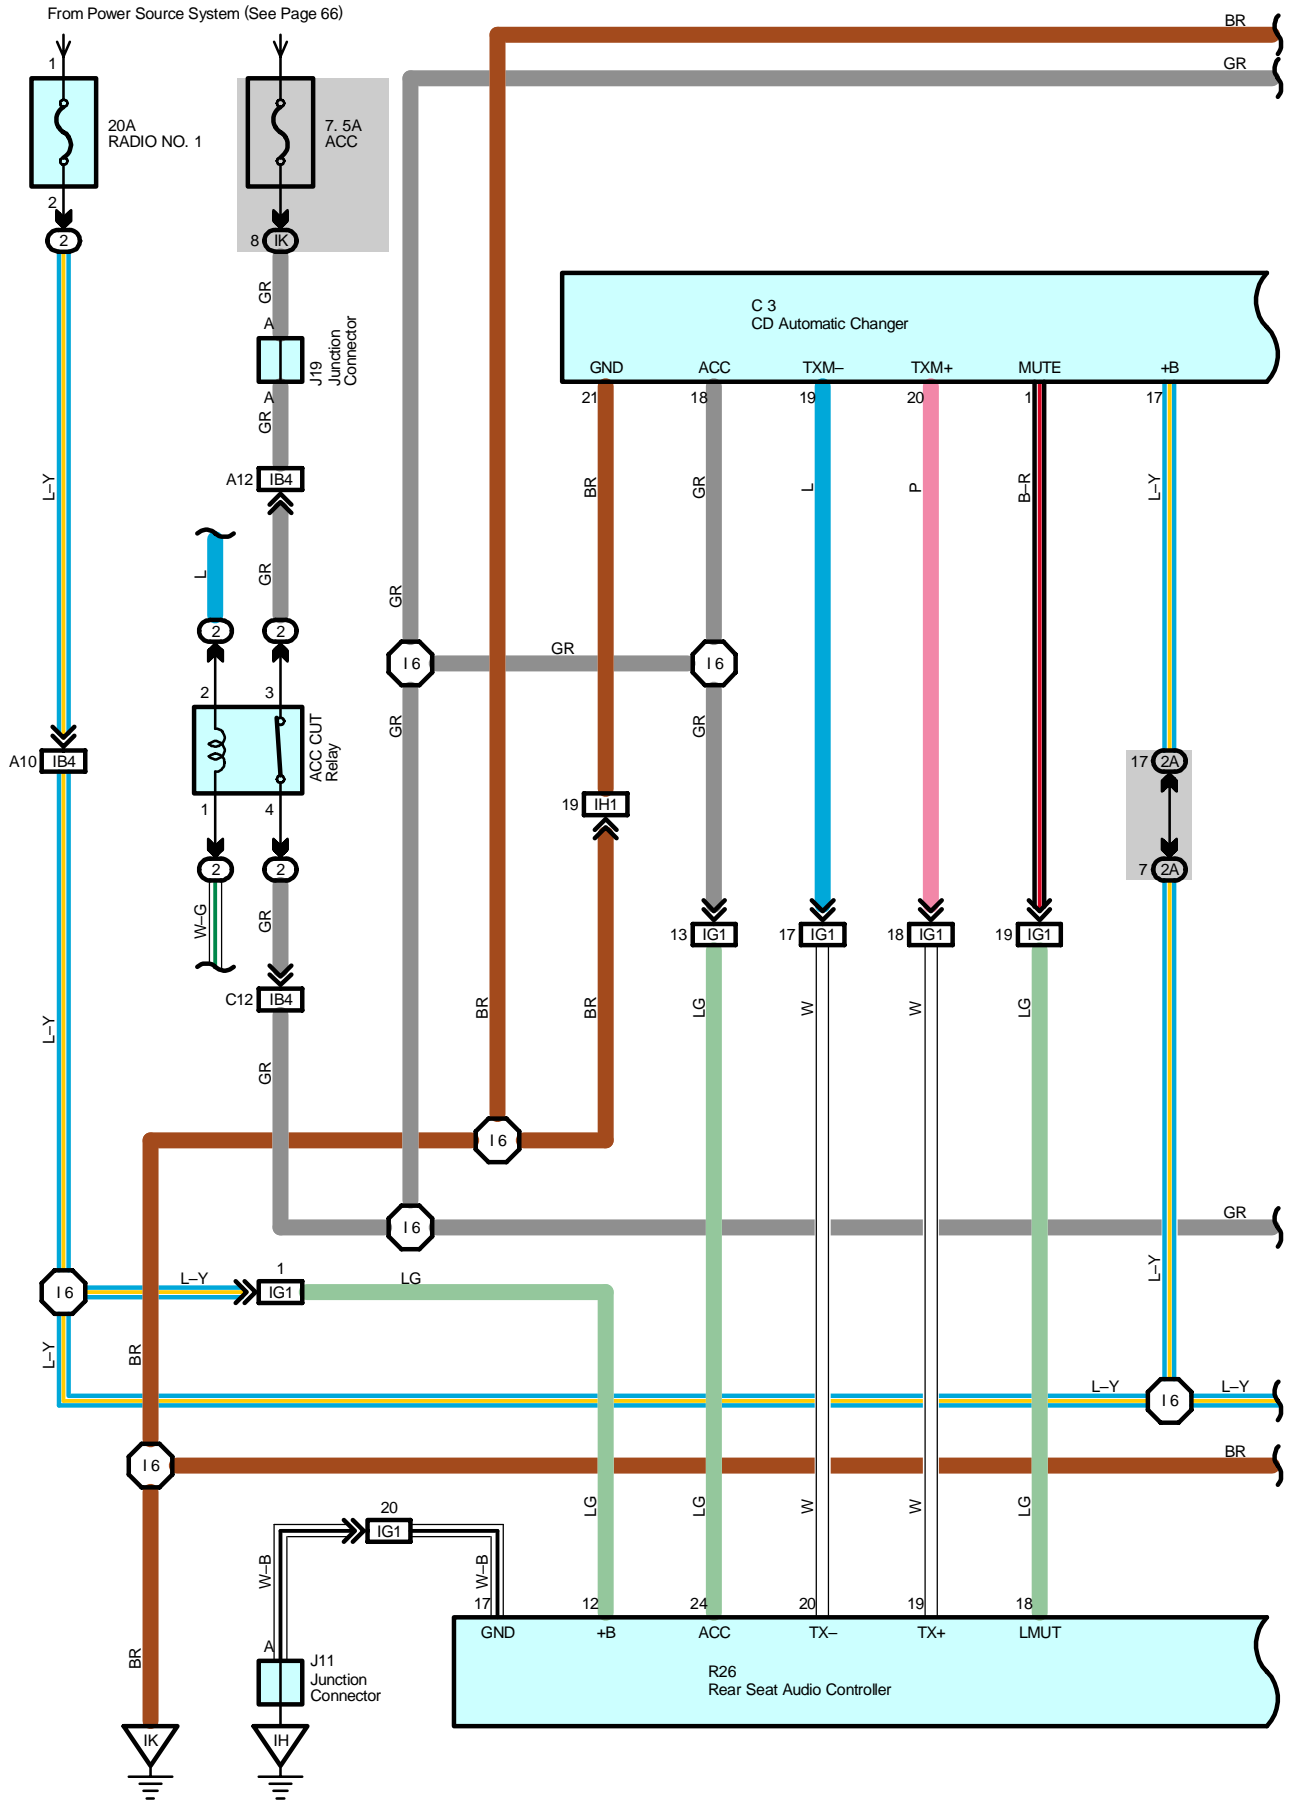 From Power Source System (See Page 66)
BR
GR
1
20A
RADIO NO. 1
7. 5A
ACC
2
2
8
IK
GR
A
J19
Junction
Connector
A
GR
C 3
CD Automatic Changer
GND
ACC
TXM–
TXM+
MUTE
+B
21
18
19
20
1
17
L–Y
A12
IB4
BR
GR
L
P
B–R
L–Y
L
GR
GR
2
2
I 6
GR
I 6
2
3
GR
GR
ACC CUT
Relay
A10
IB4
17
2A
1
4
19
IH1
2
2
7
2A
W–G
GR
13
IG1
17
IG1
18
IG1
19
IG1
C12
IB4
L–Y
BR
BR
LG
W
W
LG
GR
I 6
I 6
GR
1
L–Y
LG
L–Y
I 6
IG1
L–Y
BR
L–Y
L–Y
I 6
I 6
BR
20
IG1
LG
LG
W
W
LG
W–B
W–B
17
12
24
20
19
18
GND
+B
ACC
TX–
TX+
LMUT
BR
A
J11
Junction
Connector
R26
Rear Seat Audio Controller
IK
IH